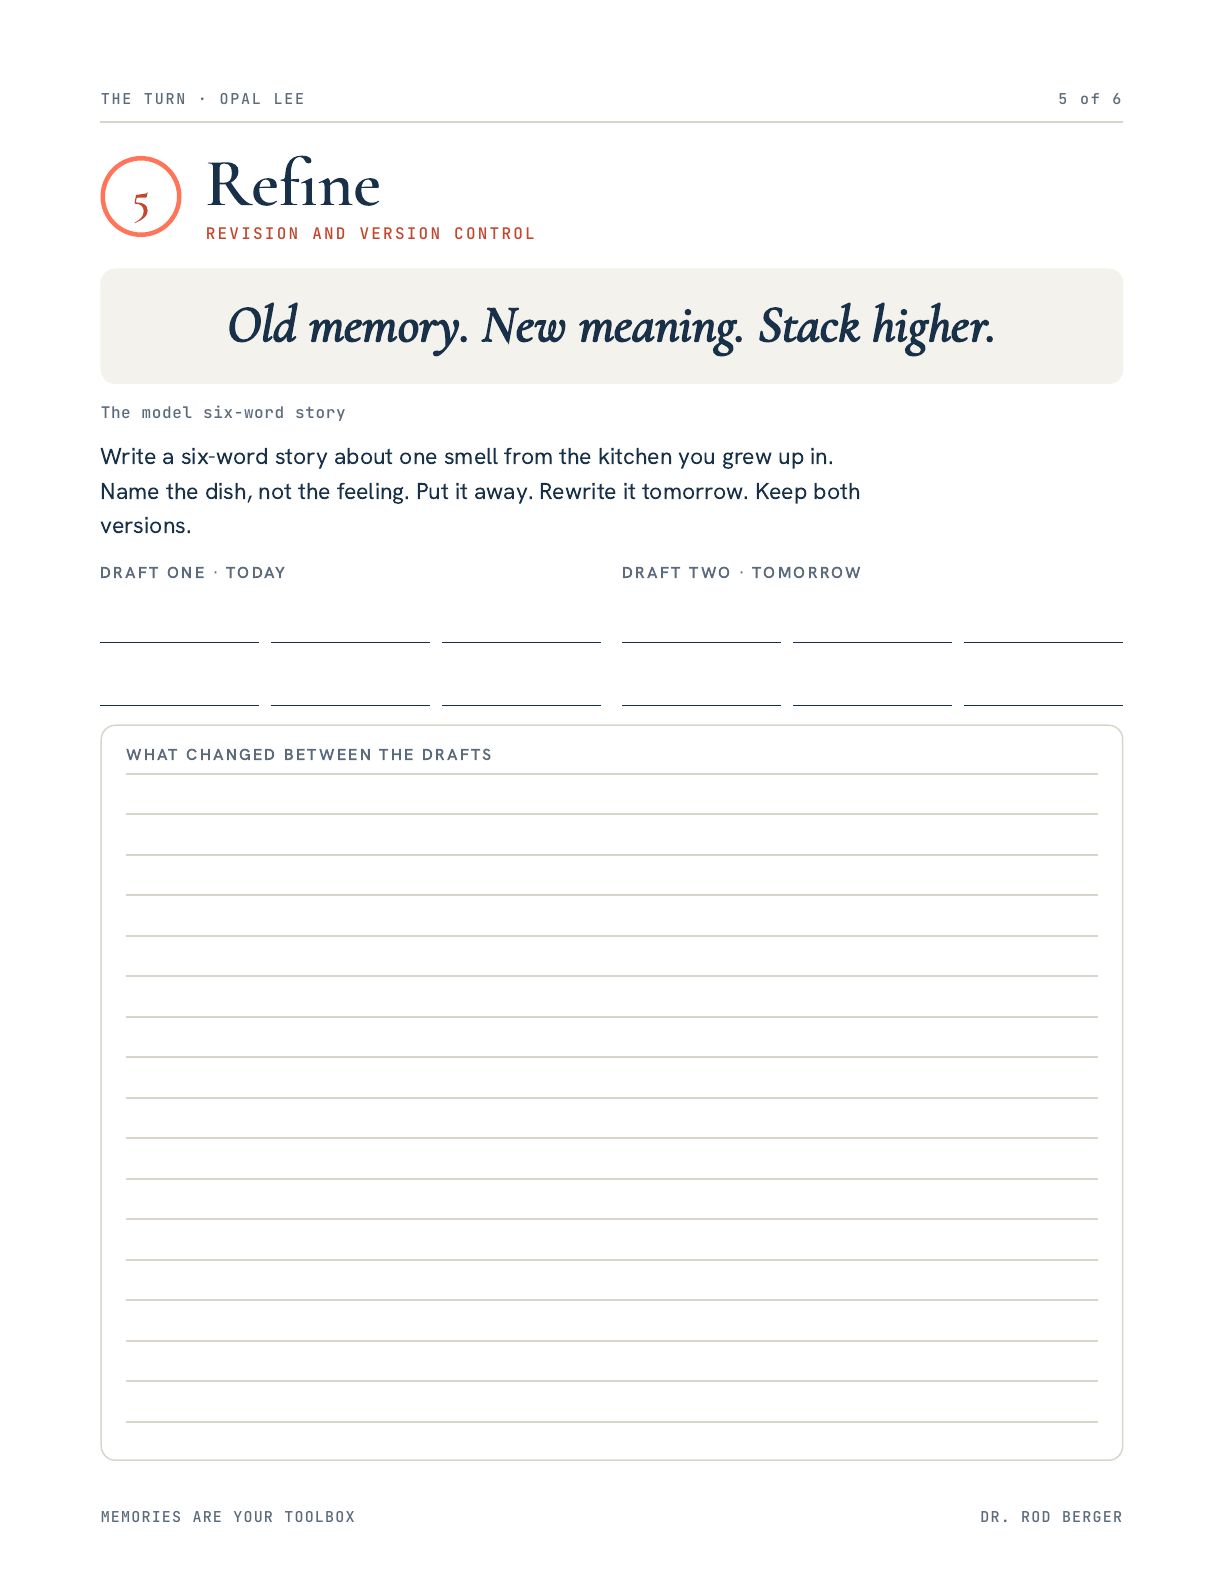 THE TURN · OPAL LEE
5 of 6
5
Refine
REVISION AND VERSION CONTROL
Old memory. New meaning. Stack higher.
The model six-word story
Write a six-word story about one smell from the kitchen you grew up in.
Name the dish, not the feeling. Put it away. Rewrite it tomorrow. Keep both
versions.
DRAFT ONE · TODAY
DRAFT TWO · TOMORROW
WHAT CHANGED BETWEEN THE DRAFTS
MEMORIES ARE YOUR TOOLBOX
DR. ROD BERGER